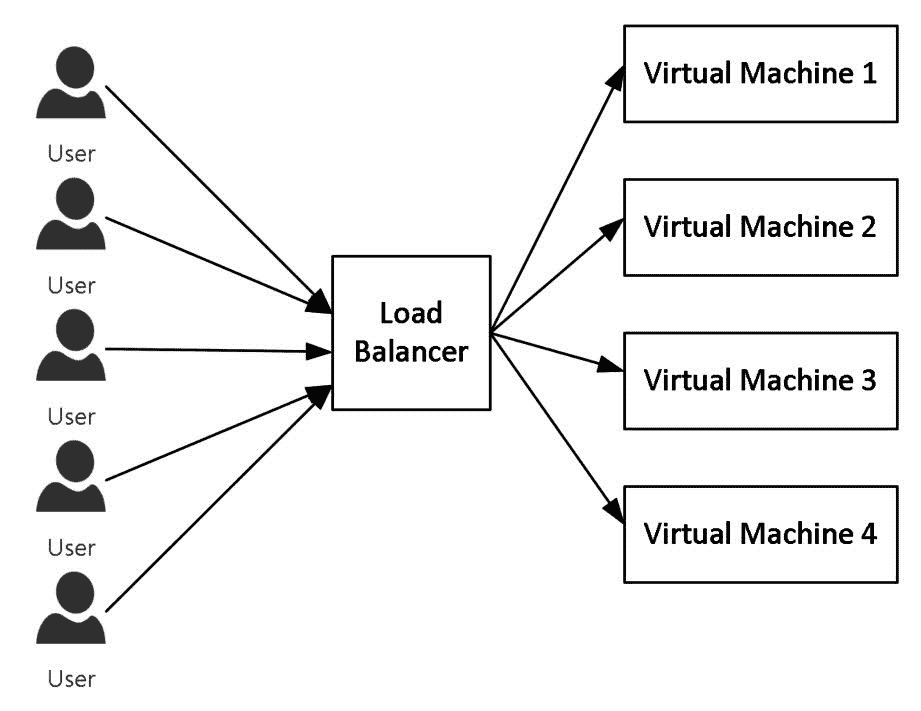 User
User
User
User
User
Load
Balancer
Virtual Machine 1
Virtual Machine 2
Virtual Machine 3
Virtual Machine 4